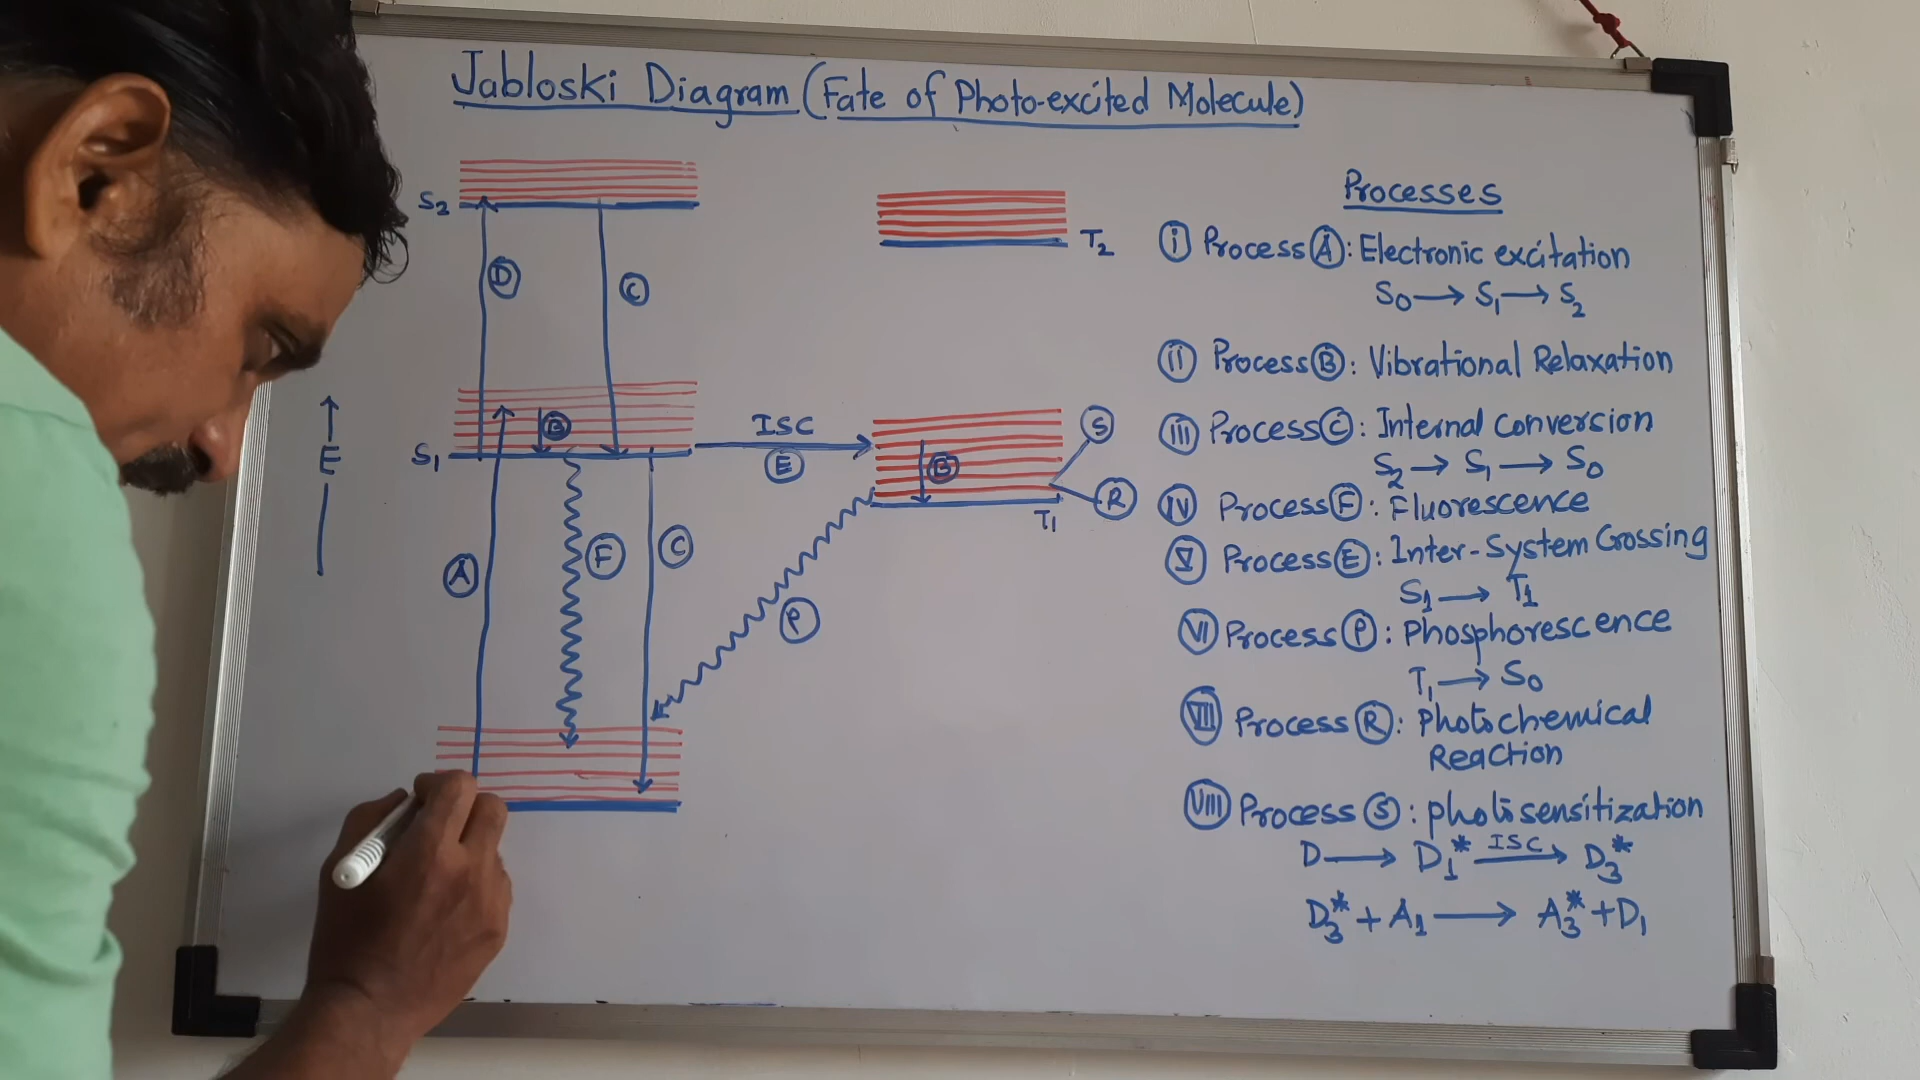 Jabloski Diagram (Fate of Photo-excited Molecule)
S2
D
C
T2
E
S1
B
ISC
E
B
S
R
T1
A
F
C
P
Processes
i Process A: Electronic excitation
S0 → S1 → S2
ii Process B: Vibrational Relaxation
iii Process C: Internal Conversion
S2 → S1 → S0
IV Process F: Fluorescence
V Process E: Inter-System Crossing
S1 → T1
VI Process P: Phosphorescence
T1 → S0
VII Process R: Photochemical
Reaction
VIII Process S: photosensitization
D → D1* ISC → D3*
D3* + A1 → A3* + D1